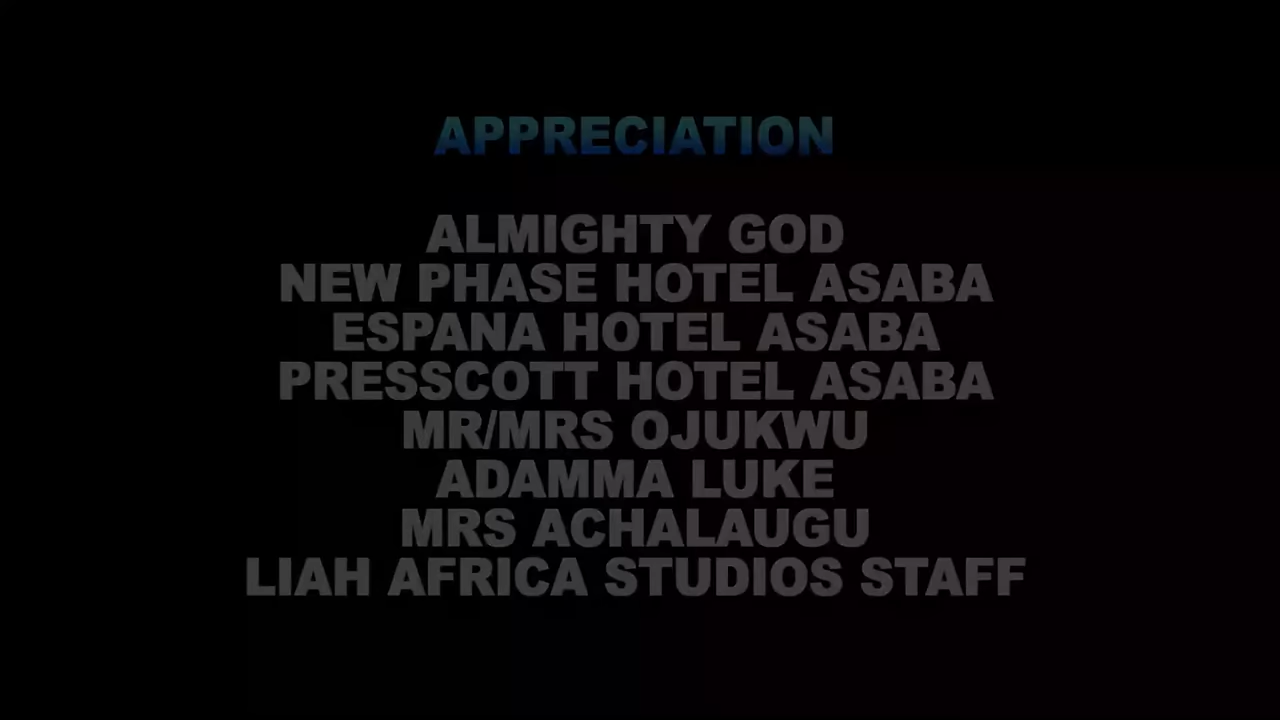 APPRECIATION
ALMIGHTY GOD
NEW PHASE HOTEL ASABA
ESPANA HOTEL ASABA
PRESSCOTT HOTEL ASABA
MR/MRS OJUKWU
ADAMMA LUKE
MRS ACHALAUGU
LIAH AFRICA STUDIOS STAFF